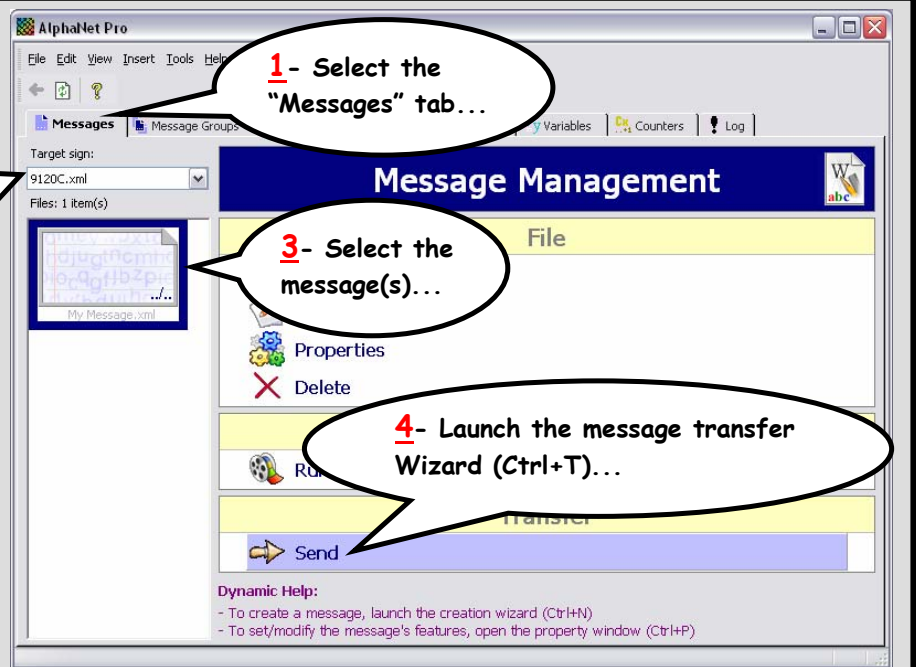 AlphaNet Pro
File Edit View Insert Tools Help
1- Select the
“Messages” tab...
Messages Message Groups Variables Counters Log
Target sign:
9120C.xml
Files: 1 item(s)
Message Management
W
abc
File
3- Select the
message(s)...
../..
My Message.xml
Properties
Delete
4- Launch the message transfer
Wizard (Ctrl+T)...
Transfer
Send
Dynamic Help:
- To create a message, launch the creation wizard (Ctrl+N)
- To set/modify the message's features, open the property window (Ctrl+P)